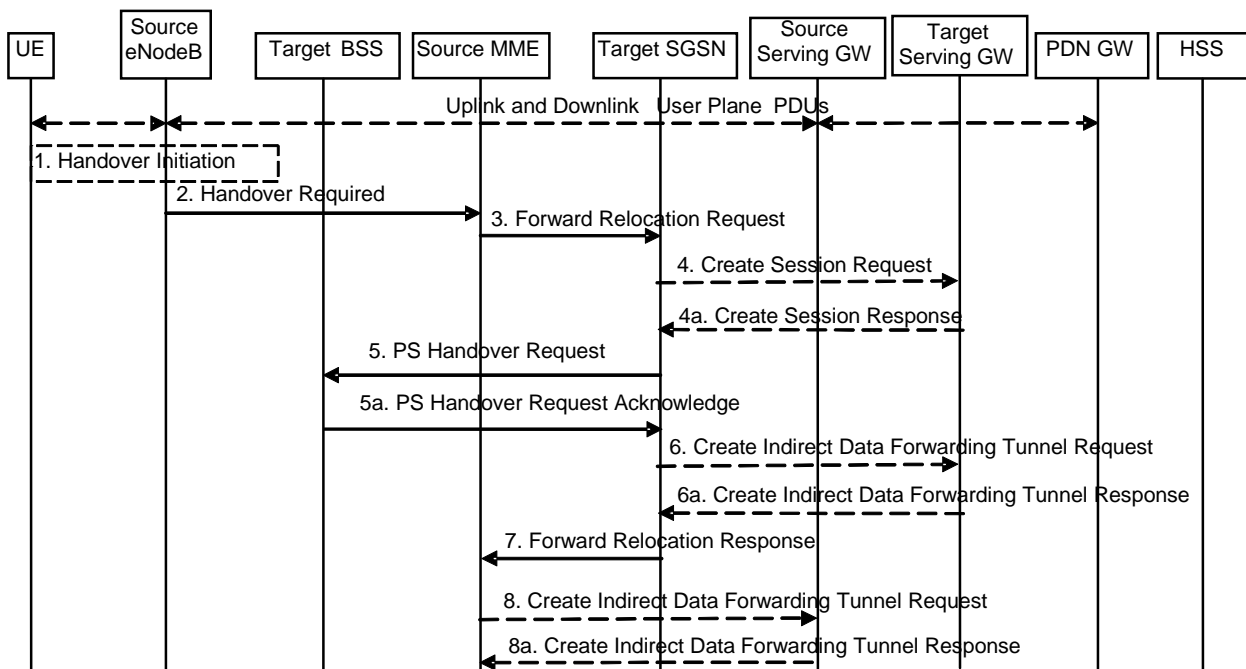 UE
Source
eNodeB
Target BSS
Source MME
Target SGSN
Source
Serving GW
Target
Serving GW
PDN GW
HSS
Uplink and Downlink User Plane PDUs
1. Handover Initiation
2. Handover Required
3. Forward Relocation Request
4. Create Session Request
4a. Create Session Response
5. PS Handover Request
5a. PS Handover Request Acknowledge
6. Create Indirect Data Forwarding Tunnel Request
6a. Create Indirect Data Forwarding Tunnel Response
7. Forward Relocation Response
8. Create Indirect Data Forwarding Tunnel Request
8a. Create Indirect Data Forwarding Tunnel Response